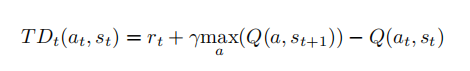 TD_t(a_t, s_t) = r_t + γ max_a(Q(a, s_{t+1})) − Q(a_t, s_t)